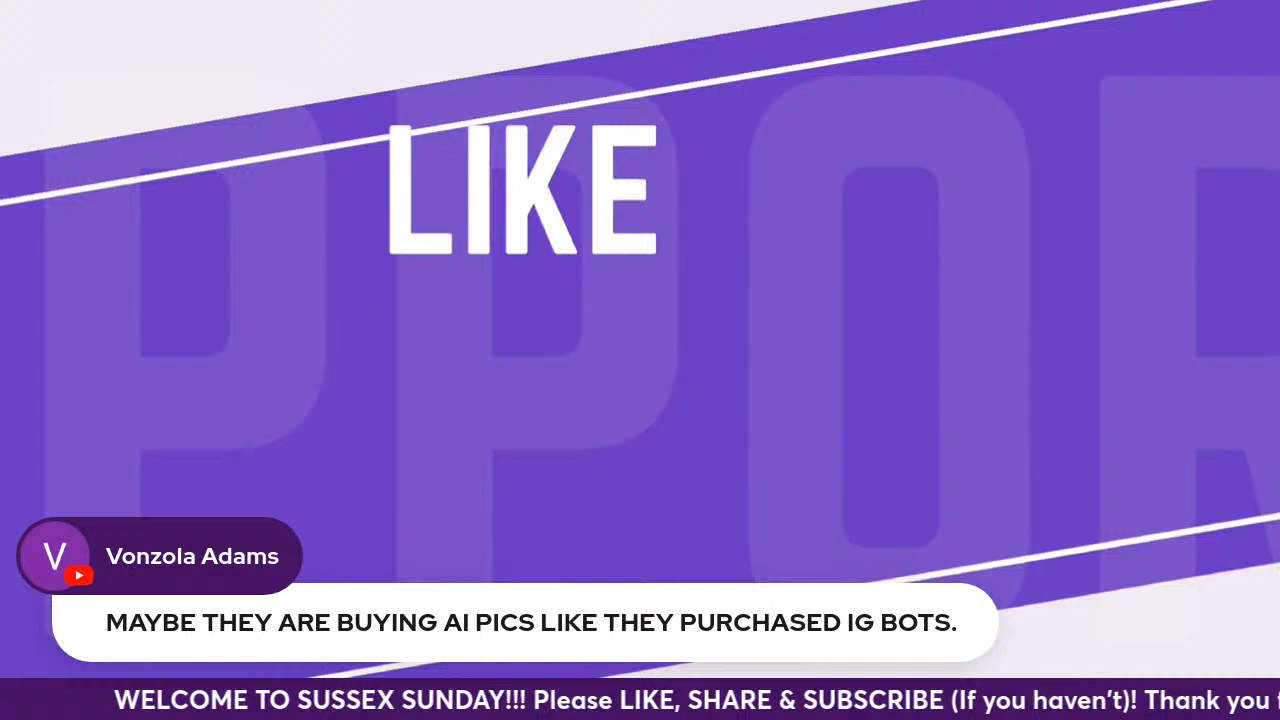 LIKE
PPOR
V
Vonzola Adams
MAYBE THEY ARE BUYING AI PICS LIKE THEY PURCHASED IG BOTS.
WELCOME TO SUSSEX SUNDAY!!! Please LIKE, SHARE & SUBSCRIBE (If you haven't)! Thank you